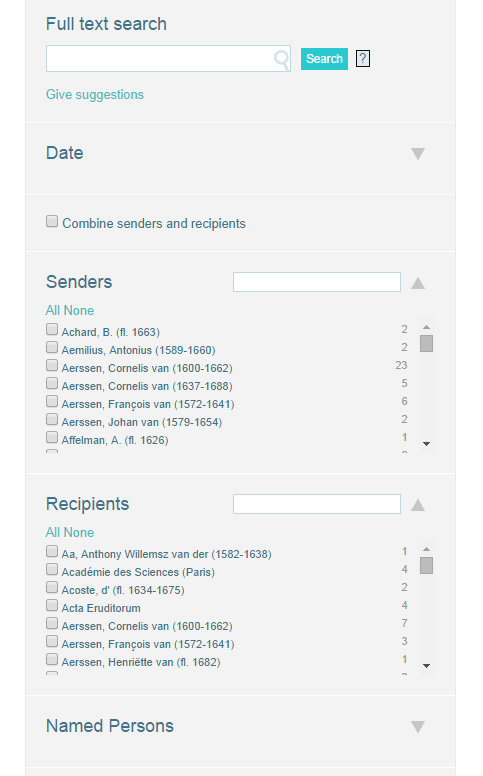 Full text search
Search ?
Give suggestions
Date
Combine senders and recipients
Senders
All None
Achard, B. (fl. 1663) 2
Aemilius, Antonius (1589-1660) 2
Aerssen, Cornelis van (1600-1662) 23
Aerssen, Cornelis van (1637-1688) 5
Aerssen, François van (1572-1641) 6
Aerssen, Johan van (1579-1654) 2
Affelman, A. (fl. 1626) 1
Recipients
All None
Aa, Anthony Willemsz van der (1582-1638) 1
Académie des Sciences (Paris) 4
Acoste, d' (fl. 1634-1675) 2
Acta Eruditorum 4
Aerssen, Cornelis van (1600-1662) 7
Aerssen, François van (1572-1641) 3
Aerssen, Henriëtte van (fl. 1682) 1
Named Persons